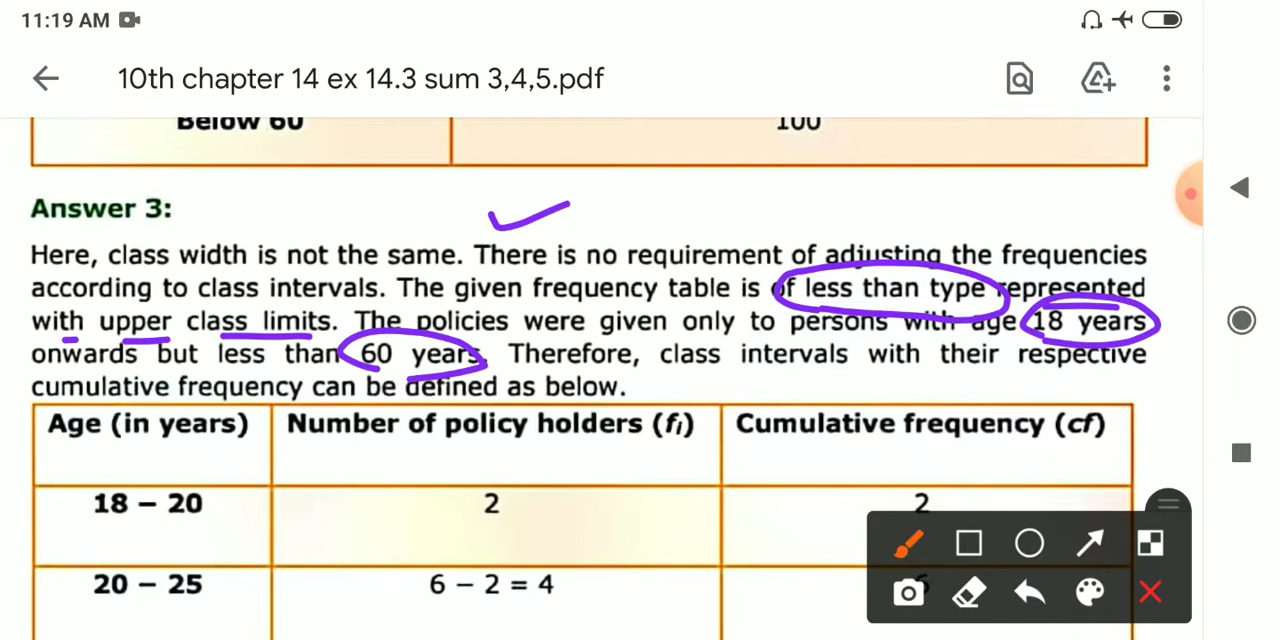 11:19 AM
10th chapter 14 ex 14.3 sum 3,4,5.pdf
Below 60 100
Answer 3:
Here, class width is not the same. There is no requirement of adjusting the frequencies
according to class intervals. The given frequency table is of less than type represented
with upper class limits. The policies were given only to persons with age 18 years
onwards but less than 60 years. Therefore, class intervals with their respective
cumulative frequency can be defined as below.
Age (in years) Number of policy holders (fᵢ) Cumulative frequency (cf)
18 – 20 2 2
20 – 25 6 – 2 = 4 6